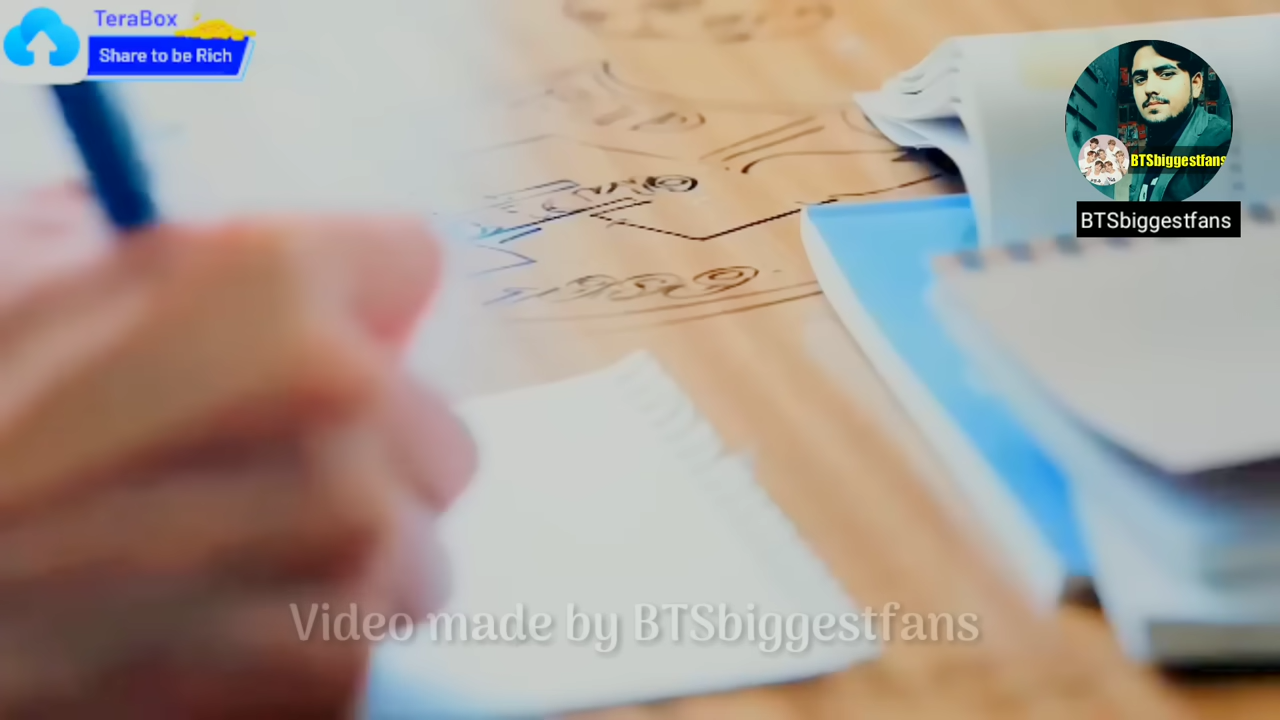 TeraBox
Share to be Rich
BTSbiggestfans
BTSbiggestfans
Video made by BTSbiggestfans